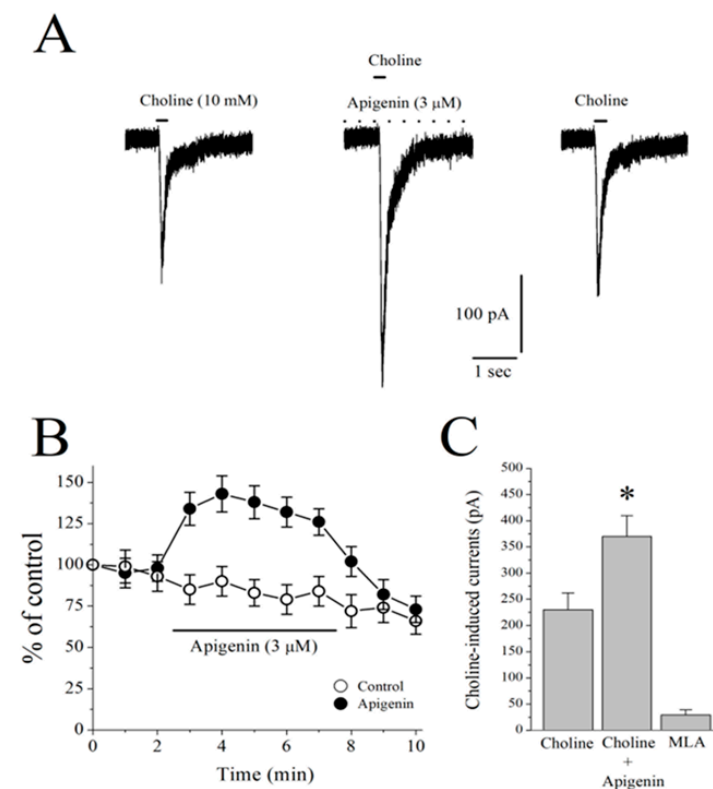 A
Choline
Choline (10 mM)
Apigenin (3 μM)
Choline
100 pA
1 sec
B
% of control
150
125
100
75
50
25
0
Apigenin (3 μM)
Control
Apigenin
0 2 4 6 8 10
Time (min)
C
Choline-induced currents (pA)
500
450
400
350
300
250
200
150
100
50
0
*
Choline
Choline
+
Apigenin
MLA